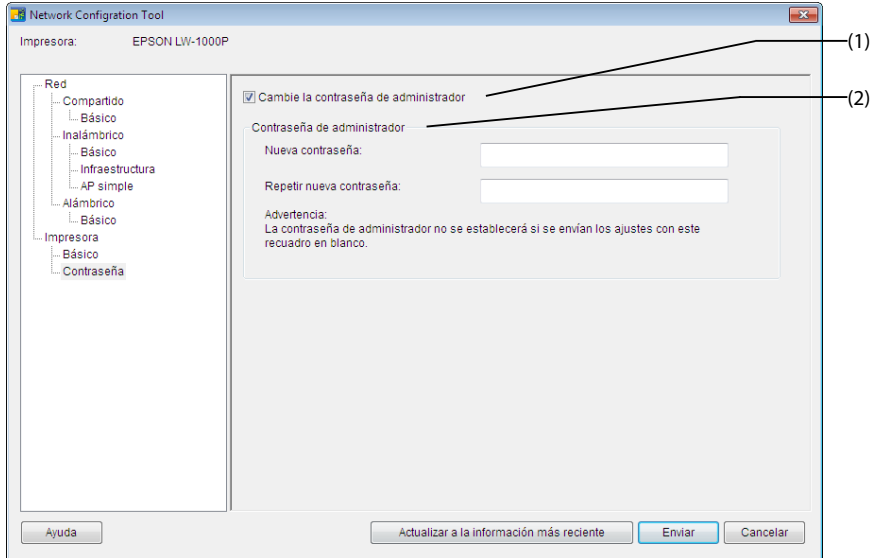 Network Configration Tool
Impresora: EPSON LW-1000P
(1)
(2)
Red
Compartido
Básico
Inalámbrico
Básico
Infraestructura
AP simple
Alámbrico
Básico
Impresora
Básico
Contraseña
Cambie la contraseña de administrador
Contraseña de administrador
Nueva contraseña:
Repetir nueva contraseña:
Advertencia:
La contraseña de administrador no se establecerá si se envían los ajustes con este
recuadro en blanco.
Ayuda
Actualizar a la información más reciente
Enviar
Cancelar